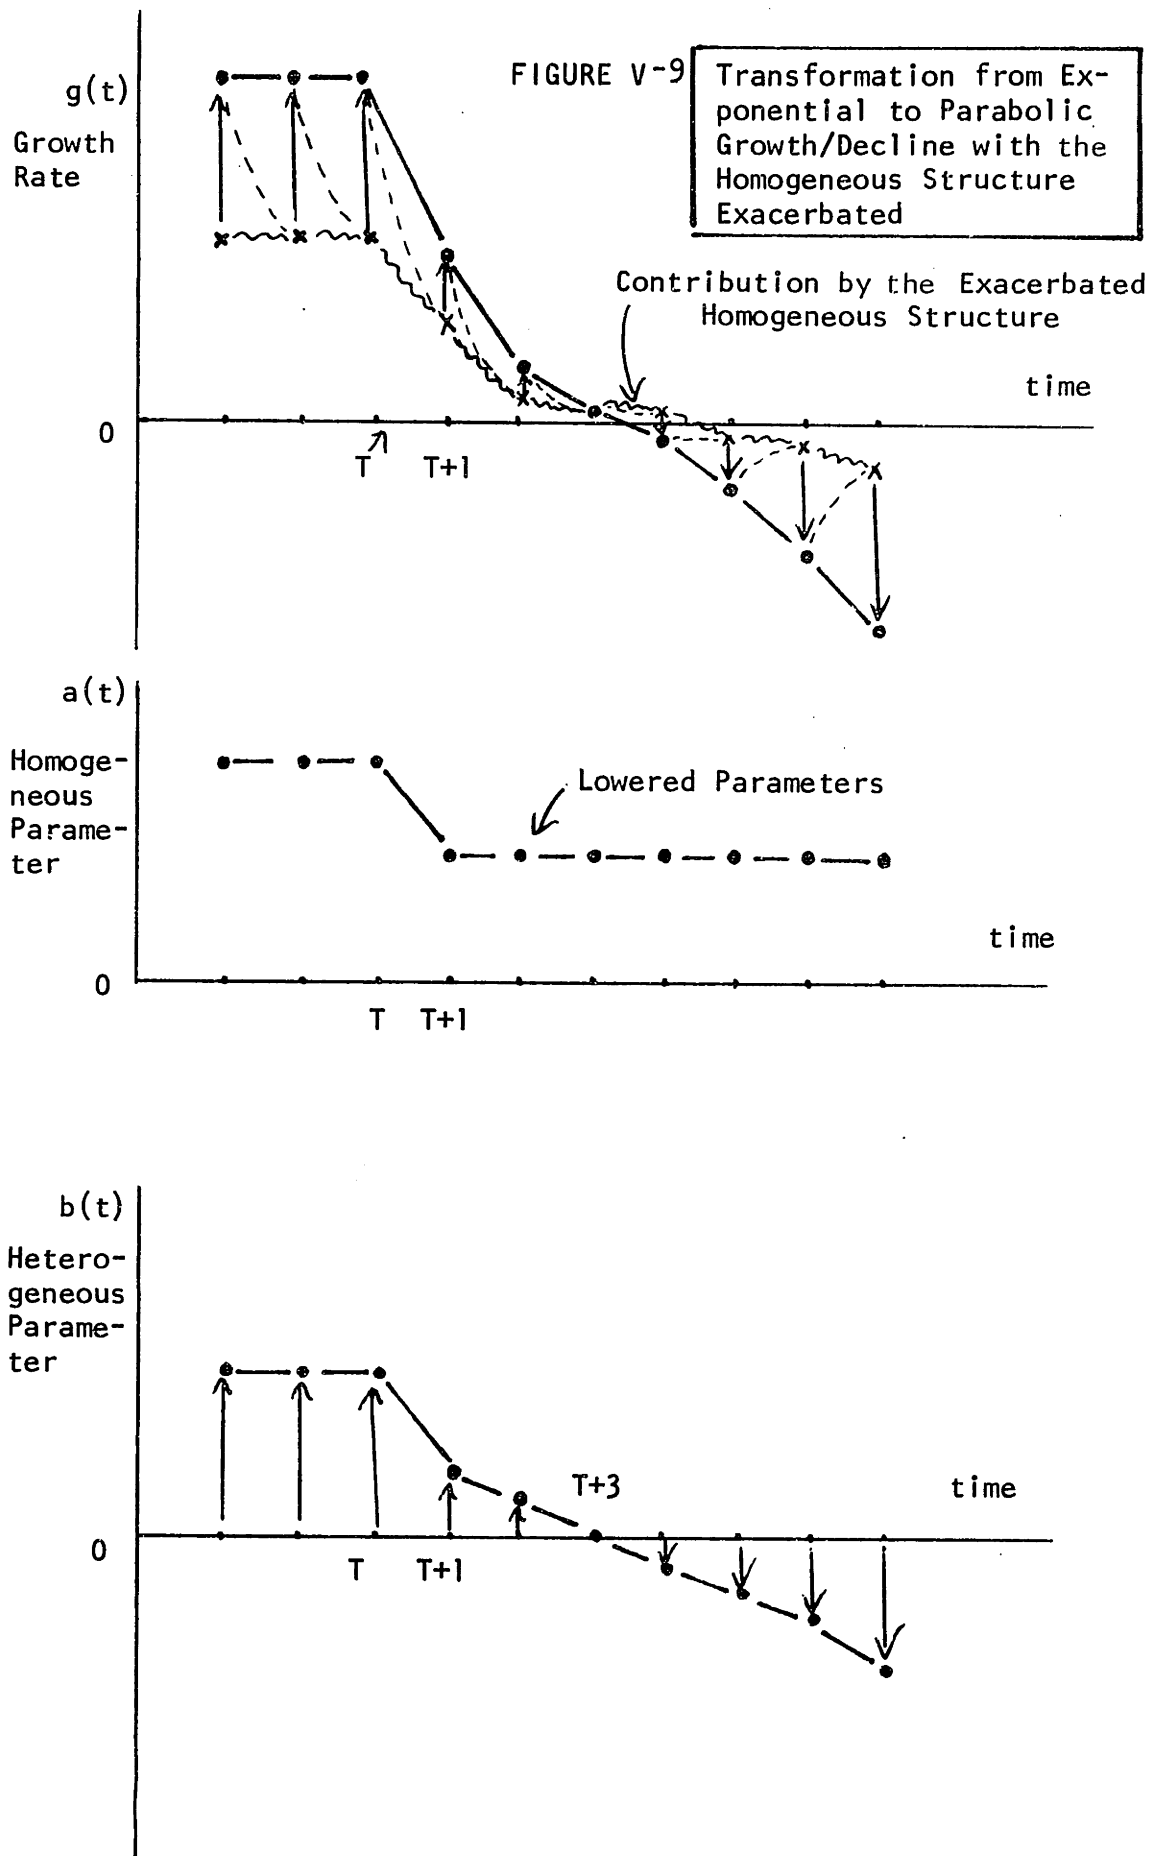 FIGURE V-9
Transformation from Ex-
ponential to Parabolic
Growth/Decline with the
Homogeneous Structure
Exacerbated
g(t)
Growth
Rate
Contribution by the Exacerbated
Homogeneous Structure
time
0
T T+1
a(t)
Homoge-
neous
Parame-
ter
Lowered Parameters
time
0
T T+1
b(t)
Hetero-
geneous
Parame-
ter
T+3
time
0
T T+1